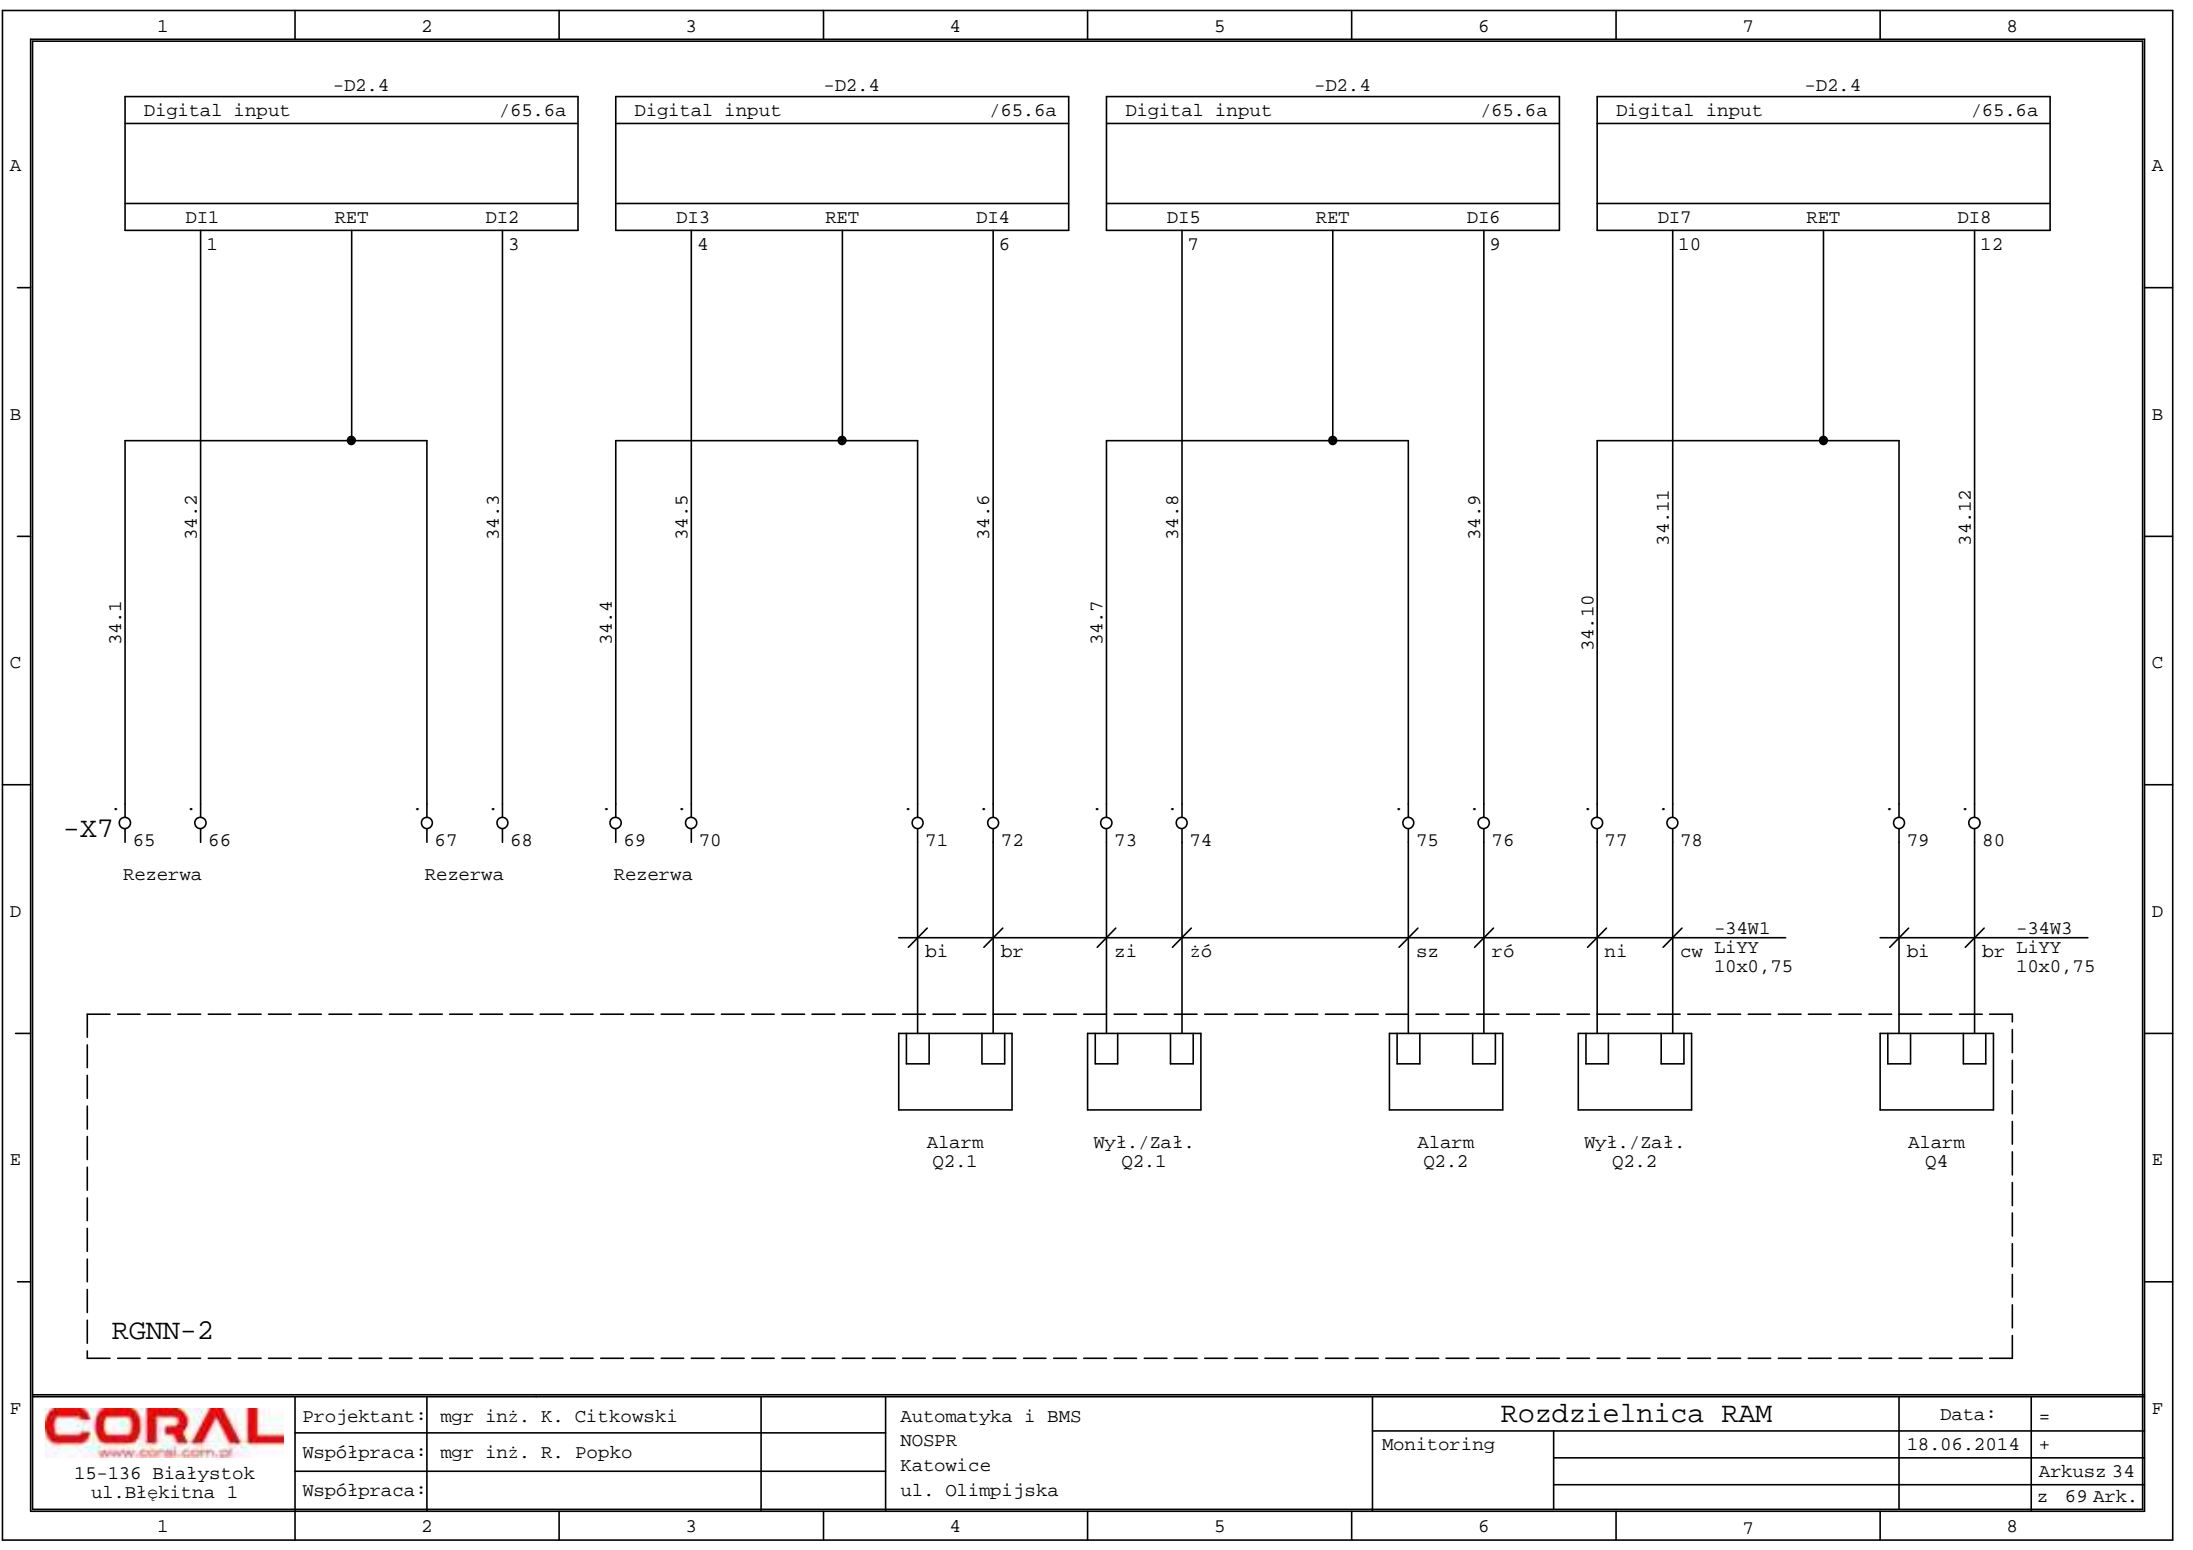 1 2 3 4 5 6 7 8
-D2.4 -D2.4 -D2.4 -D2.4
Digital input /65.6a Digital input /65.6a Digital input /65.6a Digital input /65.6a
A A
DI1 RET DI2 DI3 RET DI4 DI5 RET DI6 DI7 RET DI8
1 3 4 6 7 9 10 12
B B
34.2 34.3 34.5 34.6 34.8 34.9 34.11 34.12
34.1 34.4 34.7 34.10
C C
-X7 65 66 67 68 69 70 71 72 73 74 75 76 77 78 79 80
Rezerwa Rezerwa Rezerwa
D D
-34W1 -34W3
bi br zi żó sz ró ni cw LiYY bi br LiYY
10x0,75 10x0,75
Alarm Wył./Zał. Alarm Wył./Zał. Alarm
Q2.1 Q2.1 Q2.2 Q2.2 Q4
E E
RGNN-2
F F
CORAL
www.coral.com.pl
15-136 Białystok
ul.Błękitna 1
Projektant: mgr inż. K. Citkowski
Współpraca: mgr inż. R. Popko
Współpraca:
Automatyka i BMS
NOSPR
Katowice
ul. Olimpijska
Rozdzielnica RAM
Monitoring
Data: =
18.06.2014 +
Arkusz 34
z 69 Ark.
1 2 3 4 5 6 7 8